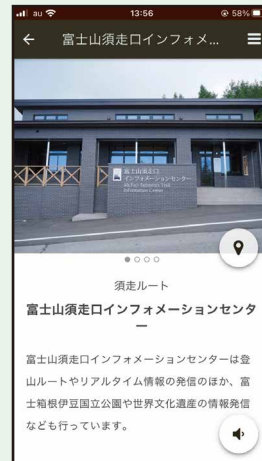 au 13:56 58%
富士山須走口インフォメ...
富士山須走口
インフォメーションセンター
Mt.Fuji Subashiri Trail
Information Center
須走ルート
富士山須走口インフォメーションセンタ
ー
富士山須走口インフォメーションセンターは登
山ルートやリアルタイム情報の発信のほか、富
士箱根伊豆国立公園や世界文化遺産の情報発信
なども行っています。